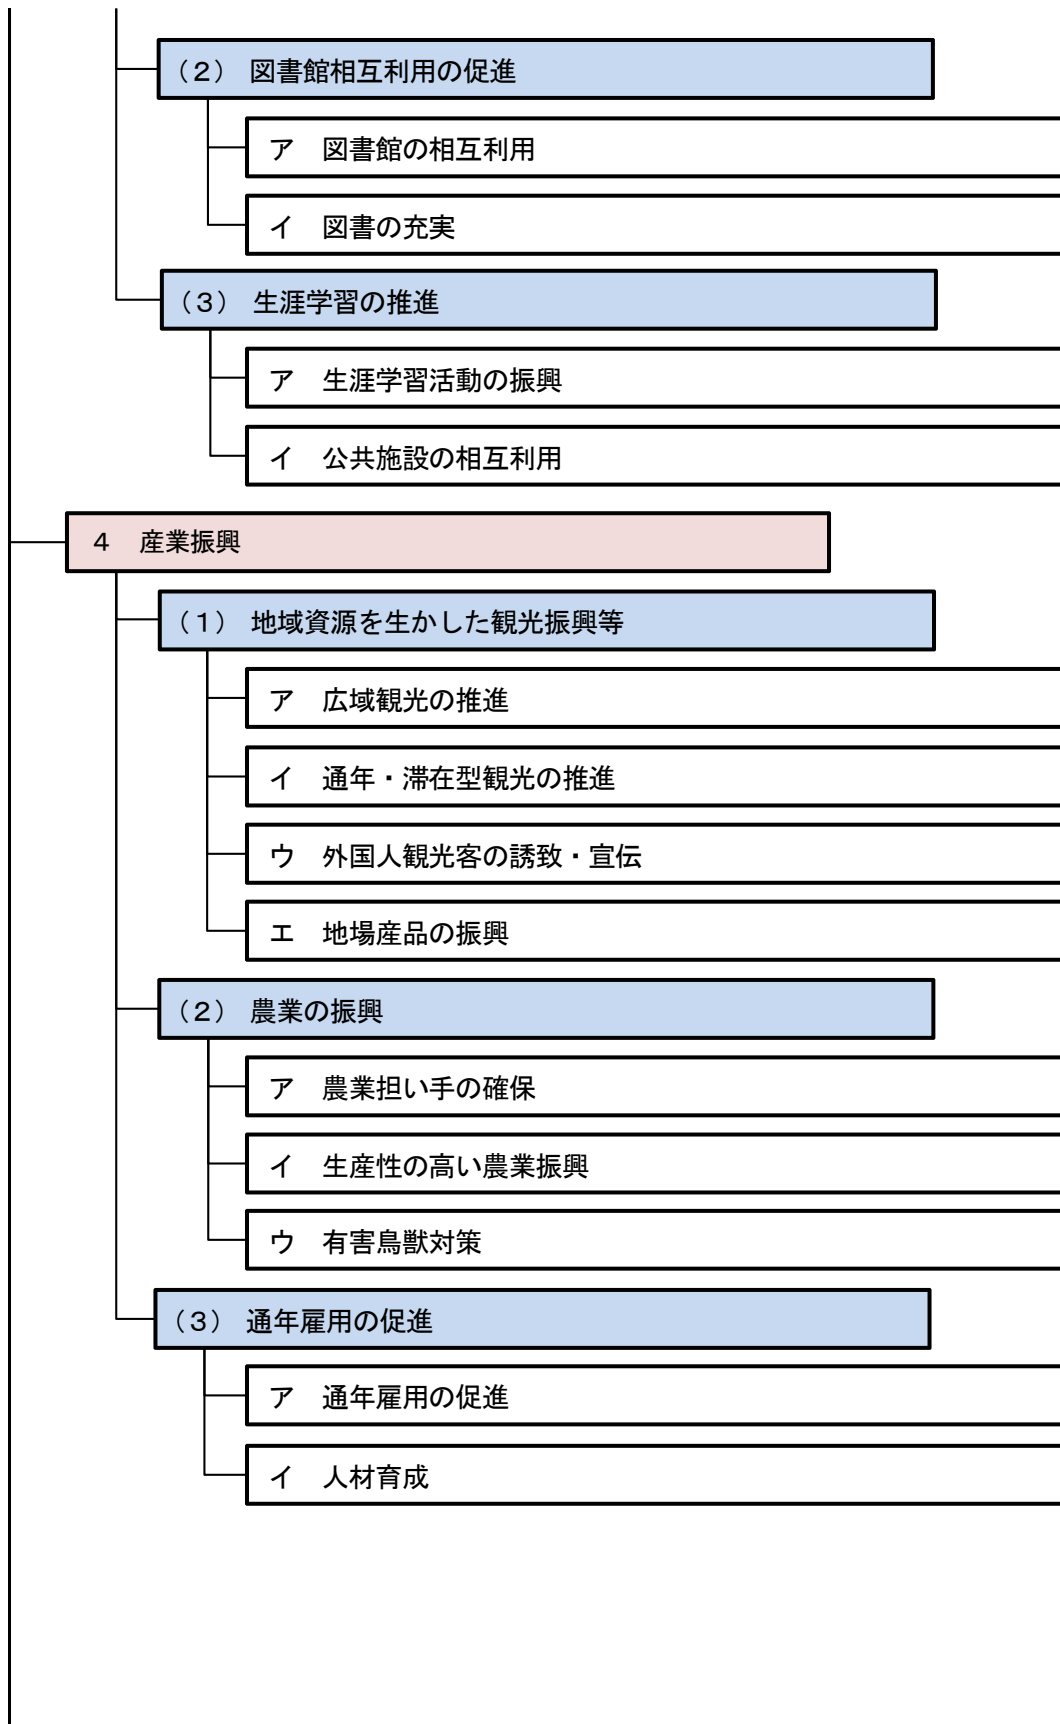 （２） 図書館相互利用の促進
ア　図書館の相互利用
イ　図書の充実
（３） 生涯学習の推進
ア　生涯学習活動の振興
イ　公共施設の相互利用
４　産業振興
（１） 地域資源を生かした観光振興等
ア　広域観光の推進
イ　通年・滞在型観光の推進
ウ　外国人観光客の誘致・宣伝
エ　地場産品の振興
（２） 農業の振興
ア　農業担い手の確保
イ　生産性の高い農業振興
ウ　有害鳥獣対策
（３） 通年雇用の促進
ア　通年雇用の促進
イ　人材育成